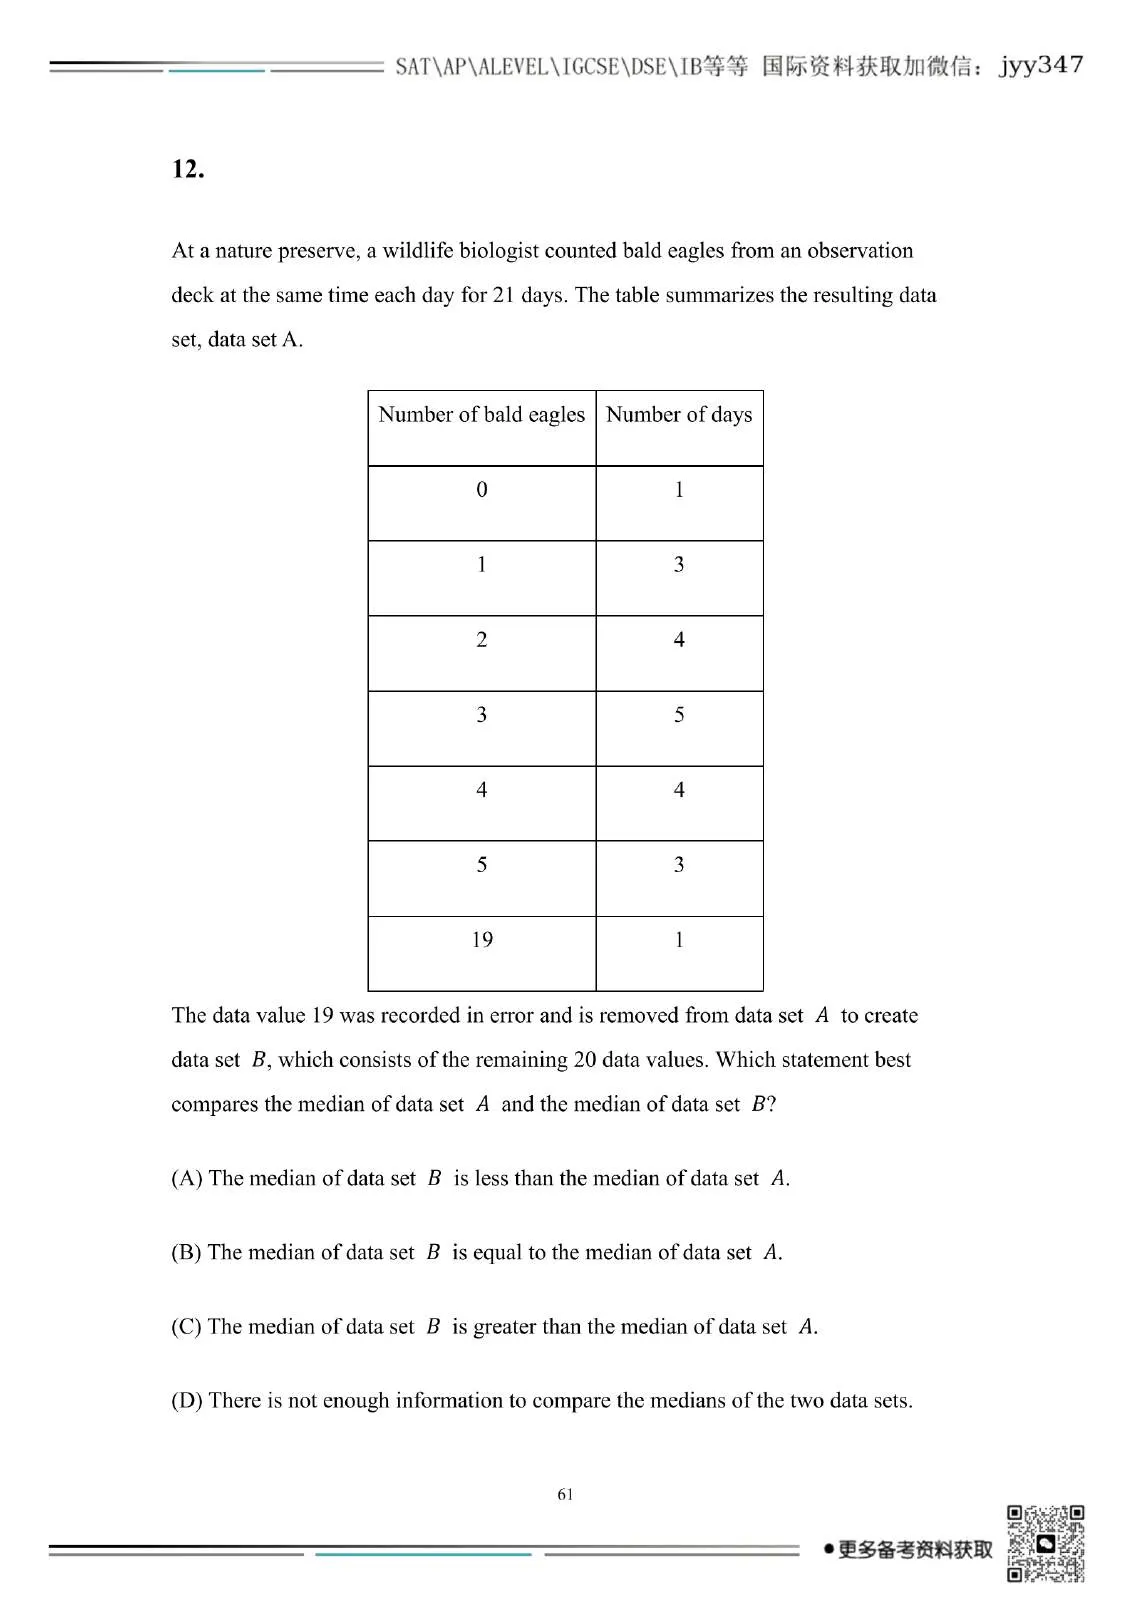 SAT\AP\ALEVEL\IGCSE\DSE\IB等等 国际资料获取加微信: jyy347
12.
At a nature preserve, a wildlife biologist counted bald eagles from an observation
deck at the same time each day for 21 days. The table summarizes the resulting data
set, data set A.
Number of bald eagles Number of days
0 1
1 3
2 4
3 5
4 4
5 3
19 1
The data value 19 was recorded in error and is removed from data set A to create
data set B, which consists of the remaining 20 data values. Which statement best
compares the median of data set A and the median of data set B?
(A) The median of data set B is less than the median of data set A.
(B) The median of data set B is equal to the median of data set A.
(C) The median of data set B is greater than the median of data set A.
(D) There is not enough information to compare the medians of the two data sets.
61
●更多备考资料获取